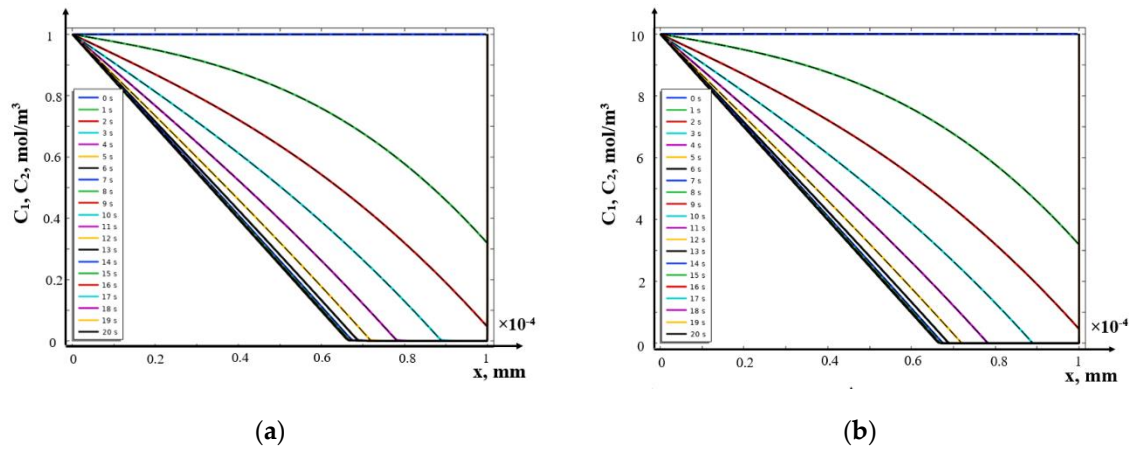 C₁, C₂, mol/m³
1
0.8
0.6
0.4
0.2
0
0 s
1 s
2 s
3 s
4 s
5 s
6 s
7 s
8 s
9 s
10 s
11 s
12 s
13 s
14 s
15 s
16 s
17 s
18 s
19 s
20 s
0
0.2
0.4
0.6
0.8
1
×10⁻⁴
x, mm
(a)
C₁, C₂, mol/m³
10
8
6
4
2
0
0 s
1 s
2 s
3 s
4 s
5 s
6 s
7 s
8 s
9 s
10 s
11 s
12 s
13 s
14 s
15 s
16 s
17 s
18 s
19 s
20 s
0
0.2
0.4
0.6
0.8
1
×10⁻⁴
x, mm
(b)